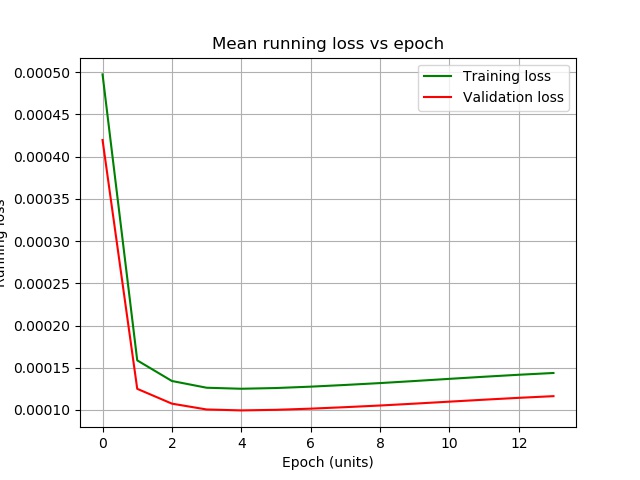 Mean running loss vs epoch
Training loss
Validation loss
0.00050
0.00045
0.00040
0.00035
0.00030
0.00025
0.00020
0.00015
0.00010
loss
0 2 4 6 8 10 12
Epoch (units)